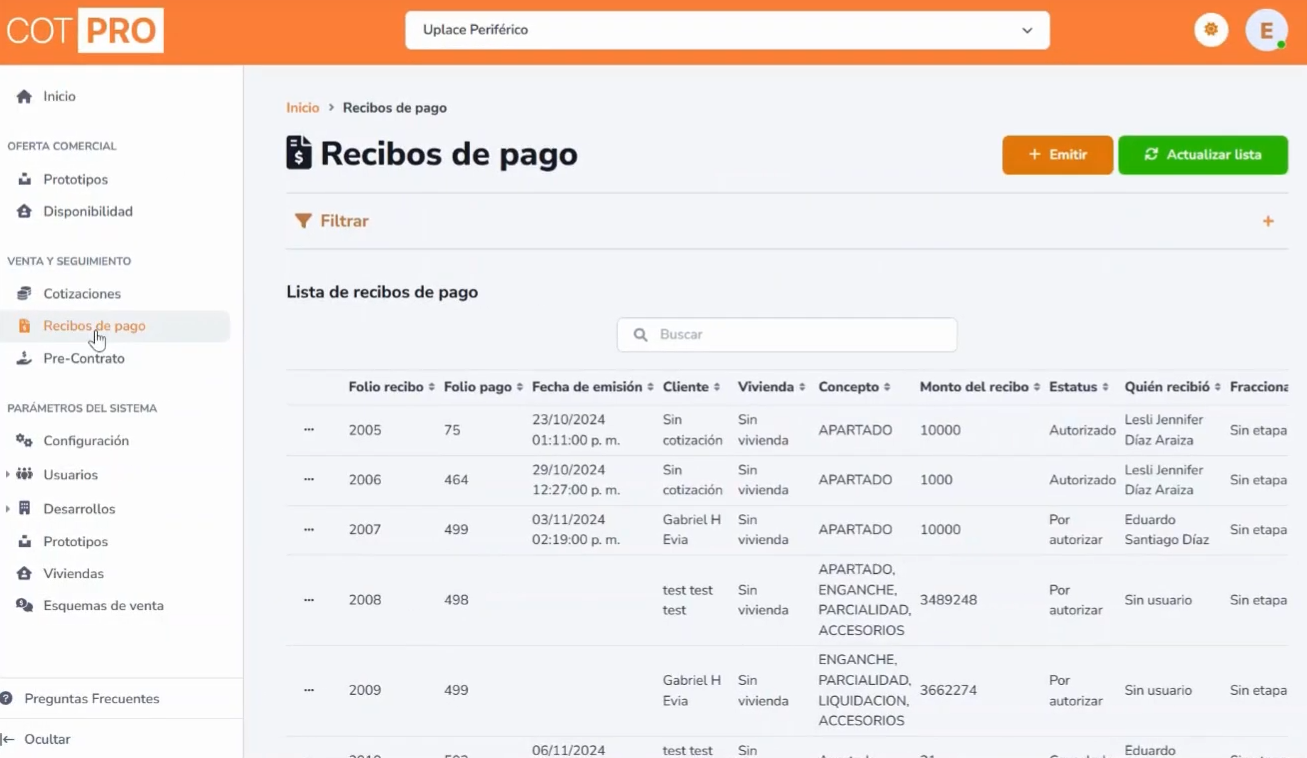 COT PRO
Uplace Periférico
E
Inicio
OFERTA COMERCIAL
Prototipos
Disponibilidad
VENTA Y SEGUIMIENTO
Cotizaciones
Recibos de pago
Pre-Contrato
PARÁMETROS DEL SISTEMA
Configuración
Usuarios
Desarrollos
Prototipos
Viviendas
Esquemas de venta
Preguntas Frecuentes
Ocultar
Inicio > Recibos de pago
Recibos de pago
+ Emitir
Actualizar lista
Filtrar +
Lista de recibos de pago
Buscar
Folio recibo Folio pago Fecha de emisión Cliente Vivienda Concepto Monto del recibo Estatus Quién recibió Fracciona
... 2005 75 23/10/2024 01:11:00 p. m. Sin cotización Sin vivienda APARTADO 10000 Autorizado Lesli Jennifer Díaz Araiza Sin etapa
... 2006 464 29/10/2024 12:27:00 p. m. Sin cotización Sin vivienda APARTADO 1000 Autorizado Lesli Jennifer Díaz Araiza Sin etapa
... 2007 499 03/11/2024 02:19:00 p. m. Gabriel H Evia Sin vivienda APARTADO 10000 Por autorizar Eduardo Santiago Díaz Sin etapa
... 2008 498 test test test Sin vivienda APARTADO, ENGANCHE, PARCIALIDAD, ACCESORIOS 3489248 Por autorizar Sin usuario Sin etapa
... 2009 499 Gabriel H Evia Sin vivienda ENGANCHE, PARCIALIDAD, LIQUIDACION, ACCESORIOS 3662274 Por autorizar Sin usuario Sin etapa
06/11/2024 test test Sin Eduardo